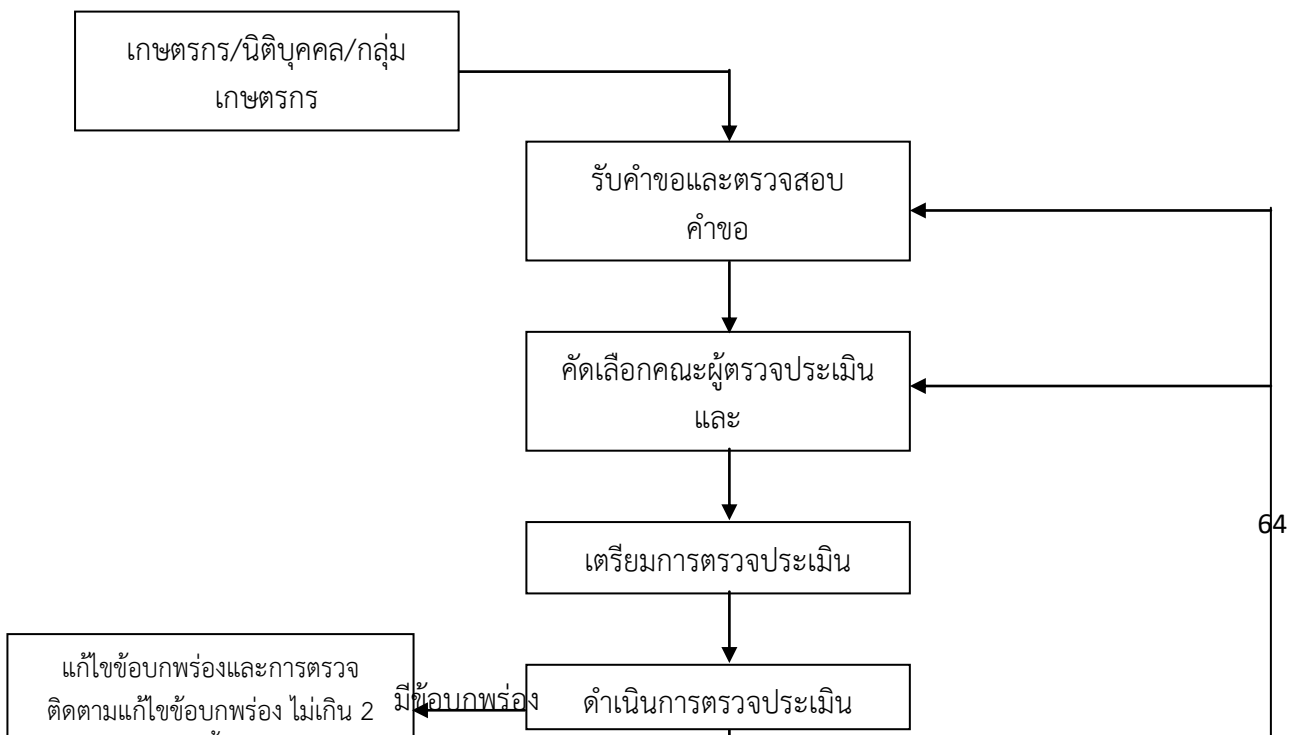 เกษตรกร/นิติบุคคล/กลุ่ม
เกษตรกร
รับคำขอและตรวจสอบ
คำขอ
คัดเลือกคณะผู้ตรวจประเมิน
และ
64
เตรียมการตรวจประเมิน
แก้ไขข้อบกพร่องและการตรวจ
ติดตามแก้ไขข้อบกพร่อง ไม่เกิน 2
มีข้อบกพร่อง
ดำเนินการตรวจประเมิน